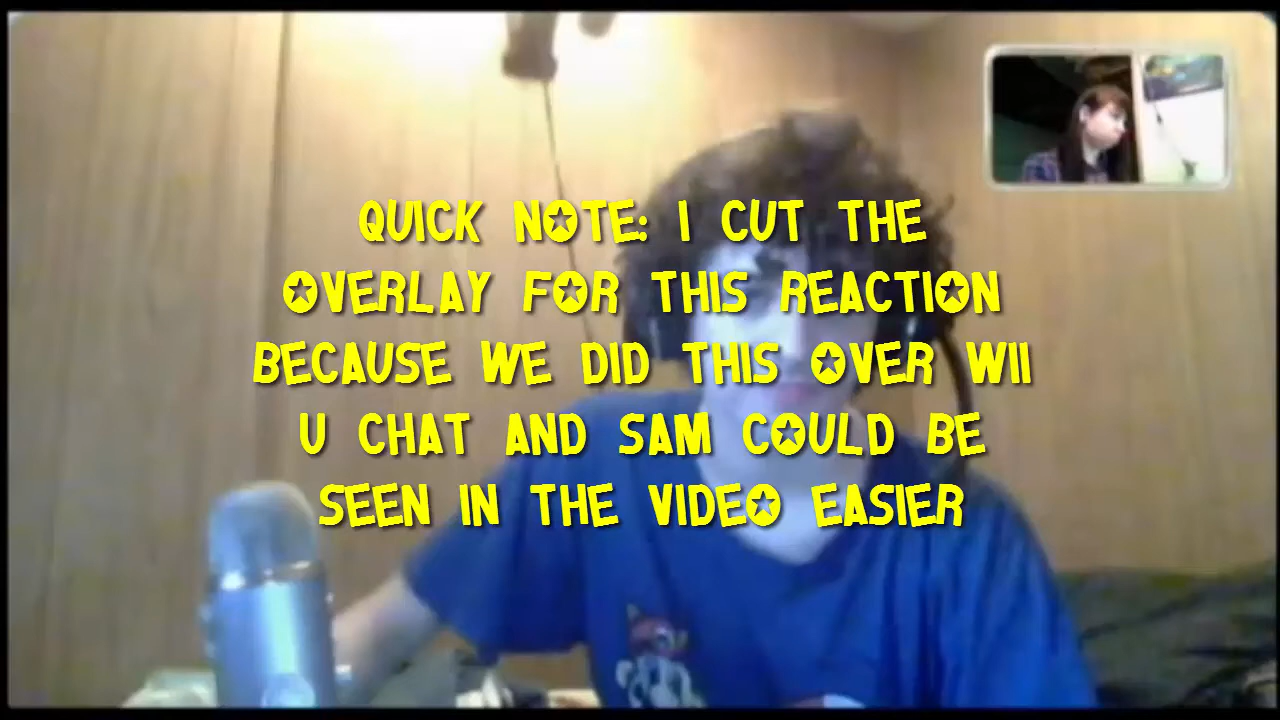 QUICK NOTE: I CUT THE
OVERLAY FOR THIS REACTION
BECAUSE WE DID THIS OVER WII
U CHAT AND SAM COULD BE
SEEN IN THE VIDEO EASIER